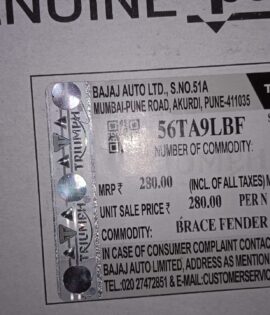 ENUINE
BAJAJ AUTO LTD., S.NO.51A
MUMBAI-PUNE ROAD, AKURDI, PUNE-411035
56TA9LBF
NUMBER OF COMMODITY:
MRP ₹ 280.00 (INCL. OF ALL TAXES)
UNIT SALE PRICE ₹ 280.00 PER N
COMMODITY: BRACE FENDER
IN CASE OF CONSUMER COMPLAINT CONTAC
BAJAJ AUTO LIMITED, ADDRESS AS MENTION
TEL.:020 27472851 & E-MAIL:CUSTOMERSERVIC
TRIUMPH
TATA
TRIUMPH